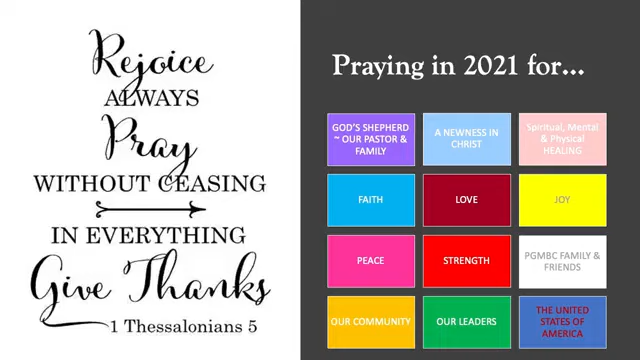 Rejoice
ALWAYS
Pray
WITHOUT CEASING
IN EVERYTHING
Give Thanks
1 Thessalonians 5
Praying in 2021 for...
GOD'S SHEPHERD
~ OUR PASTOR &
FAMILY
A NEWNESS IN
CHRIST
Spiritual, Mental
& Physical
HEALING
FAITH
LOVE
JOY
PEACE
STRENGTH
PGMBC FAMILY &
FRIENDS
OUR COMMUNITY
OUR LEADERS
THE UNITED
STATES OF
AMERICA